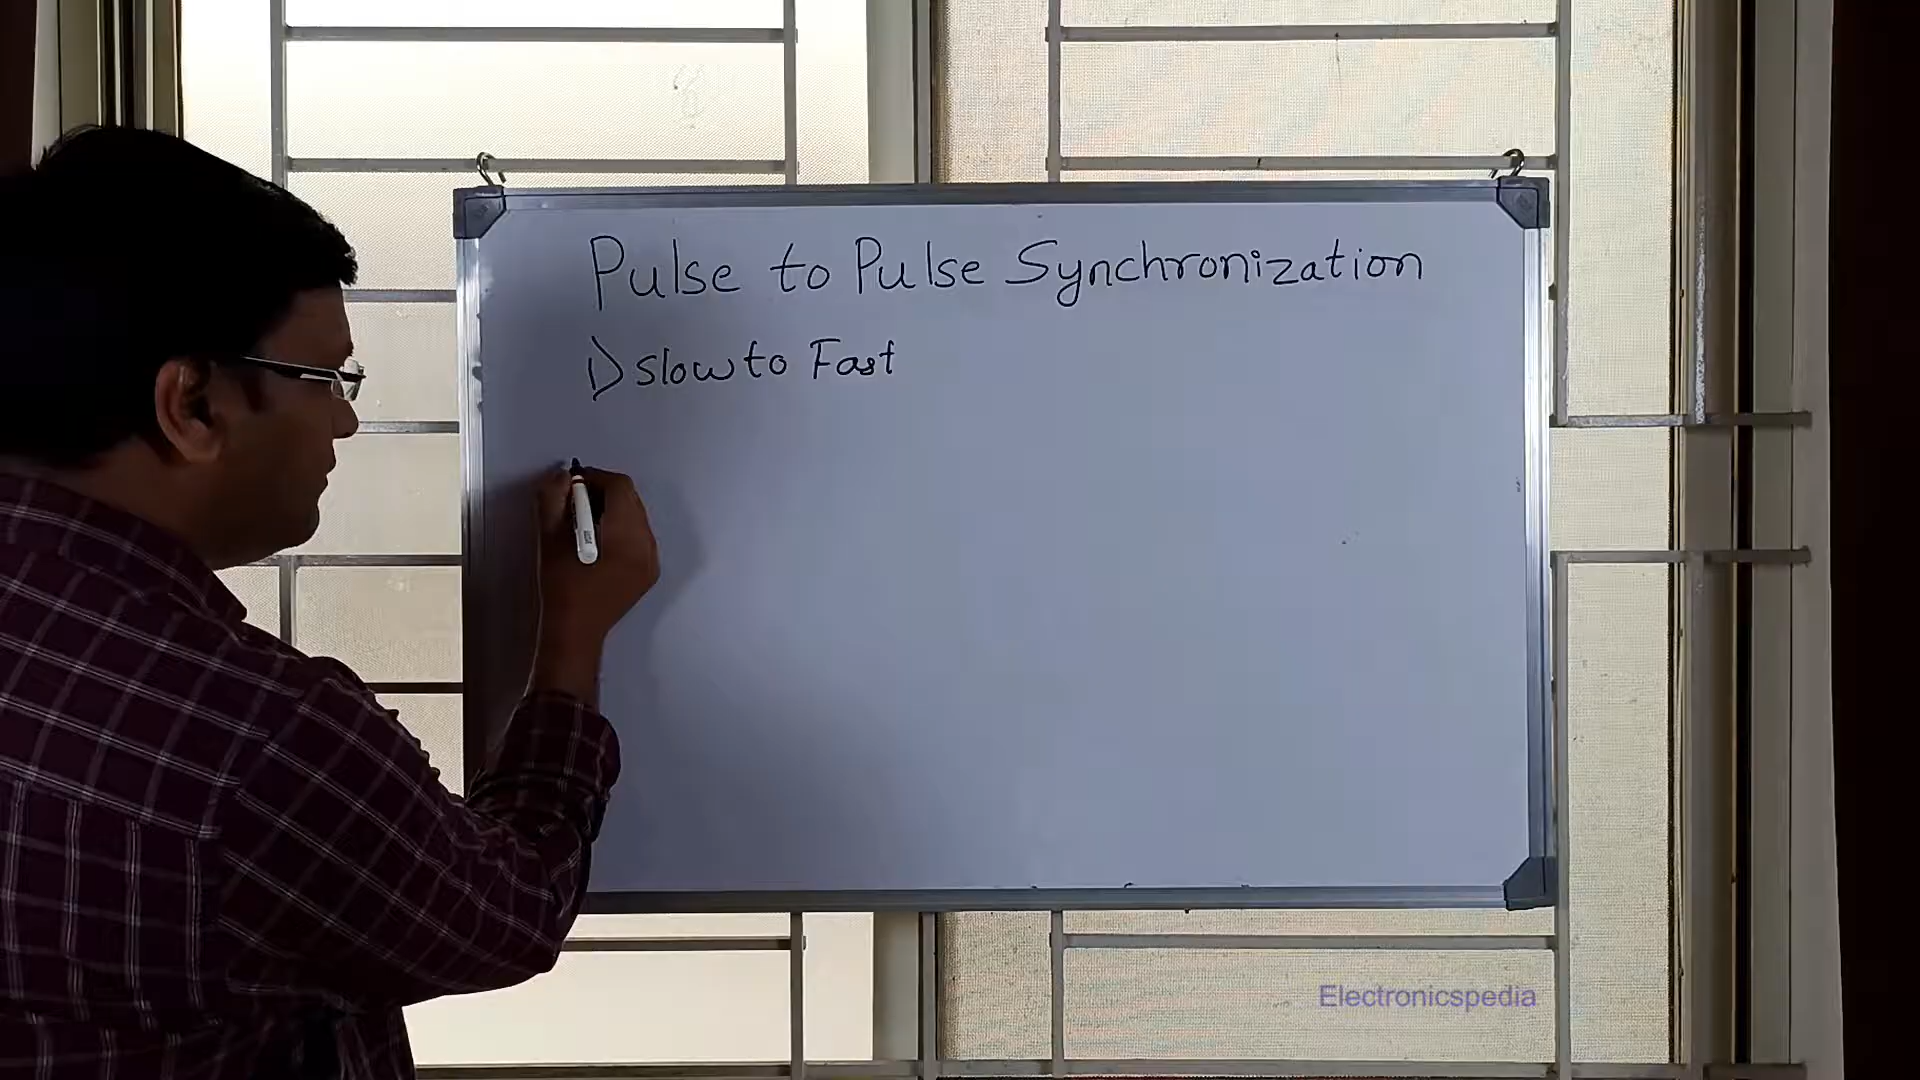 Pulse to Pulse Synchronization
1) slow to Fast
Electronicspedia